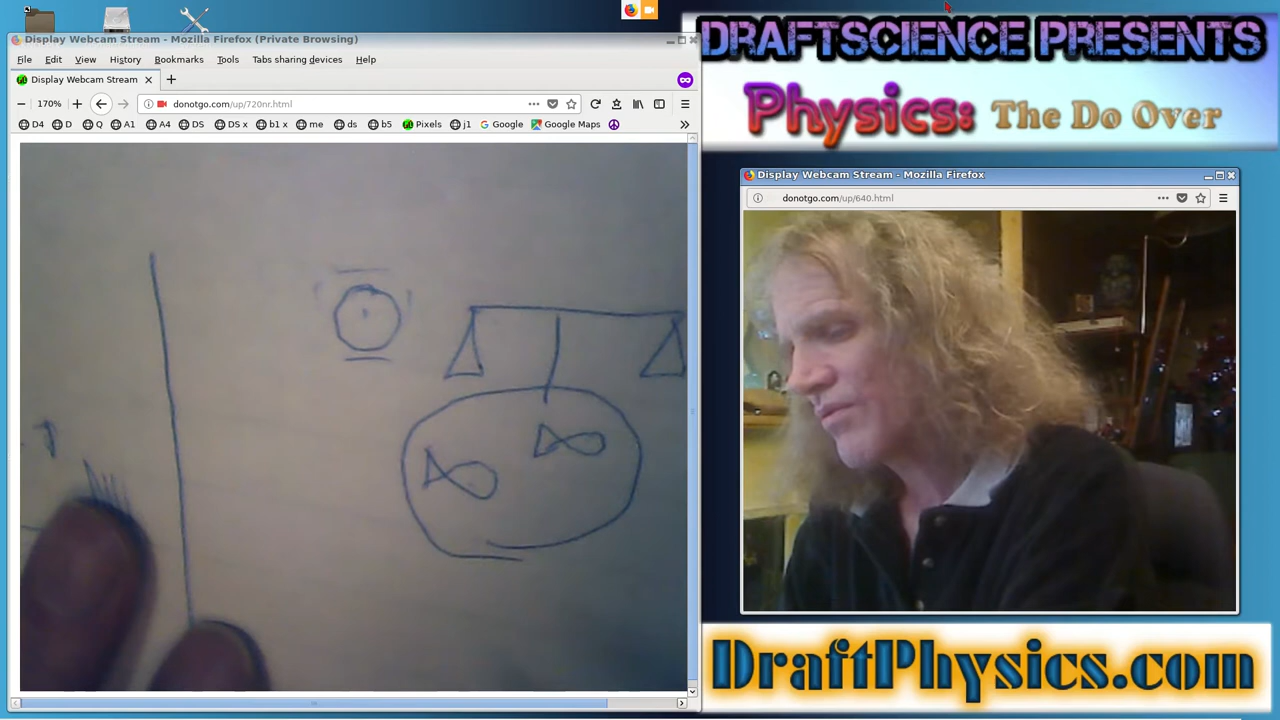 Display Webcam Stream - Mozilla Firefox (Private Browsing)
File Edit View History Bookmarks Tools Tabs sharing devices Help
Display Webcam Stream
170% donotgo.com/up/720nr.html
D4 D Q A1 A4 DS DS x b1 x me ds b5 Pixels j1 Google Google Maps
DRAFTSCIENCE PRESENTS
Physics: The Do Over
Display Webcam Stream - Mozilla Firefox
donotgo.com/up/640.html
DraftPhysics.com